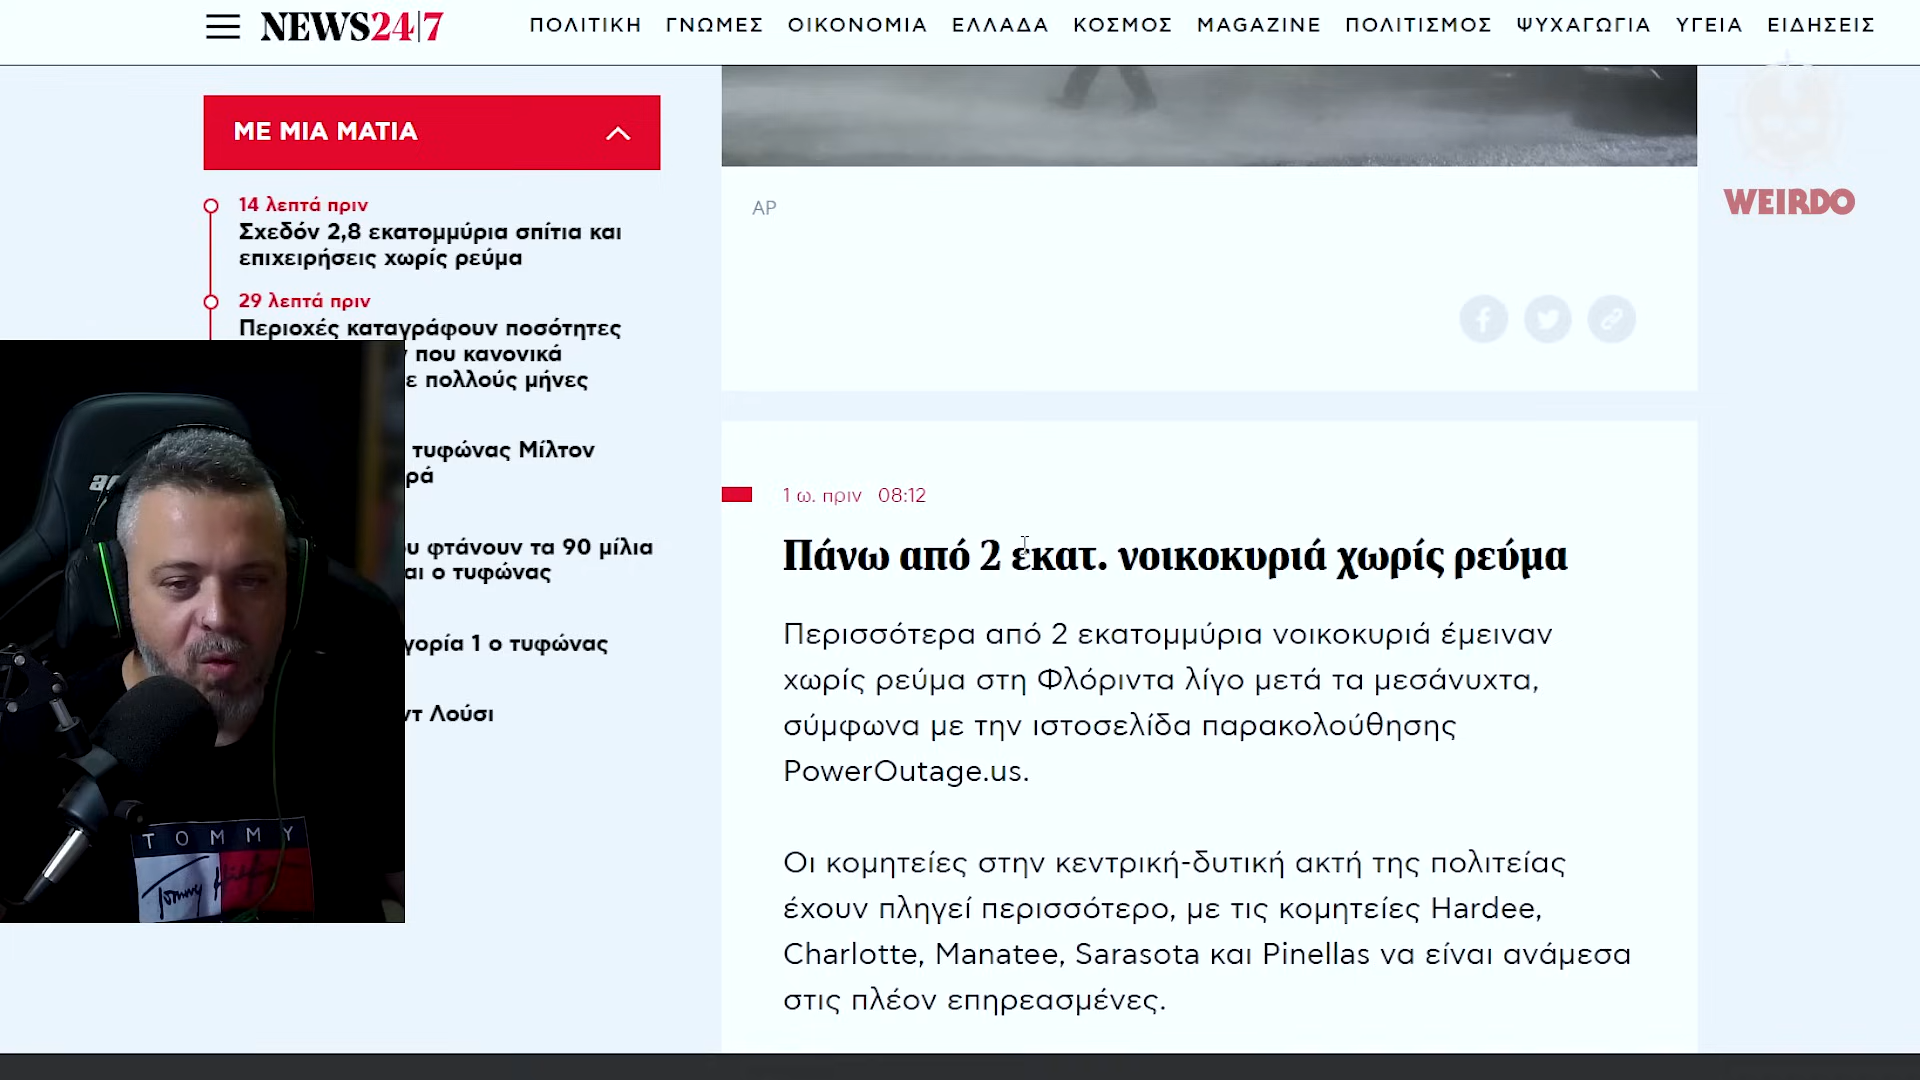 NEWS24|7
ΠΟΛΙΤΙΚΗ ΓΝΩΜΕΣ ΟΙΚΟΝΟΜΙΑ ΕΛΛΑΔΑ ΚΟΣΜΟΣ MAGAZINE ΠΟΛΙΤΙΣΜΟΣ ΨΥΧΑΓΩΓΙΑ ΥΓΕΙΑ ΕΙΔΗΣΕΙΣ
ΜΕ ΜΙΑ ΜΑΤΙΑ
14 λεπτά πριν
Σχεδόν 2,8 εκατομμύρια σπίτια και
επιχειρήσεις χωρίς ρεύμα
29 λεπτά πριν
Περιοχές καταγράφουν ποσότητες
που κανονικά
πολλούς μήνες
τυφώνας Μίλτον
φτάνουν τα 90 μίλια
ο τυφώνας
1 ο τυφώνας
Λούσι
TOMMY
WEIRDO
AP
1 ω. πριν 08:12
Πάνω από 2 εκατ. νοικοκυριά χωρίς ρεύμα
Περισσότερα από 2 εκατομμύρια νοικοκυριά έμειναν
χωρίς ρεύμα στη Φλόριντα λίγο μετά τα μεσάνυχτα,
σύμφωνα με την ιστοσελίδα παρακολούθησης
PowerOutage.us.
Οι κομητείες στην κεντρική-δυτική ακτή της πολιτείας
έχουν πληγεί περισσότερο, με τις κομητείες Hardee,
Charlotte, Manatee, Sarasota και Pinellas να είναι ανάμεσα
στις πλέον επηρεασμένες.